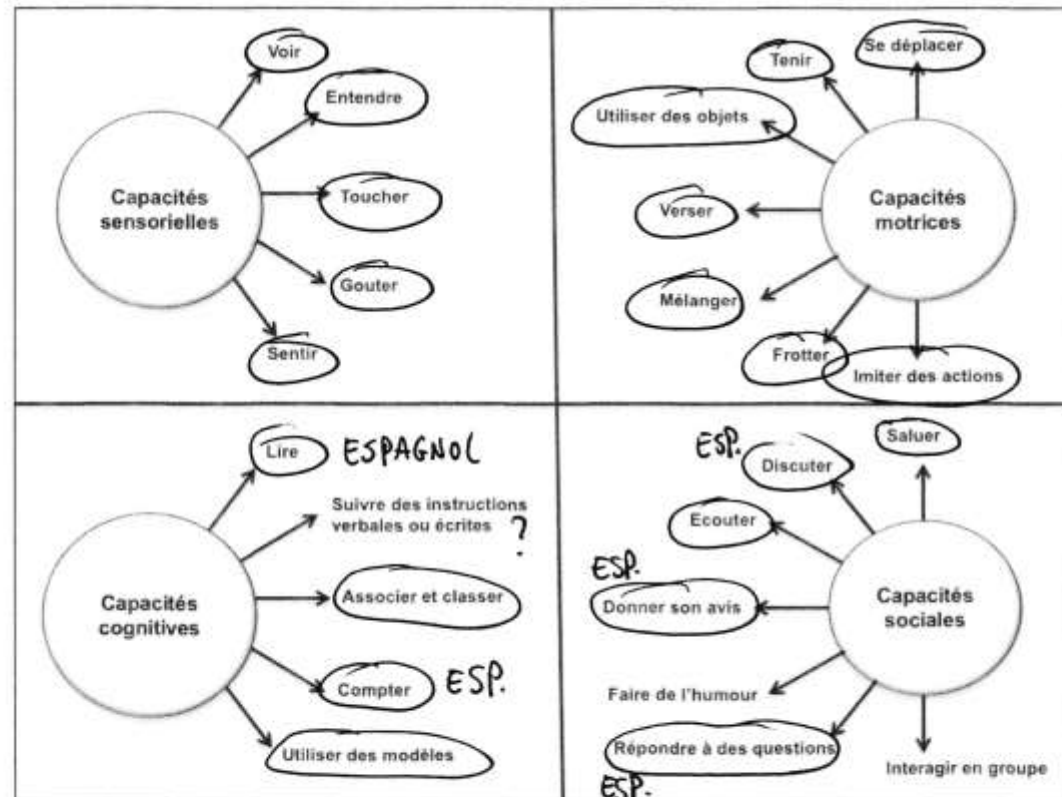 Voir
Entendre
Capacités
sensorielles
Toucher
Gouter
Sentir
Se déplacer
Tenir
Utiliser des objets
Verser
Capacités
motrices
Mélanger
Frotter
Imiter des actions
Lire ESPAGNOL
Suivre des instructions
verbales ou écrites ?
Capacités
cognitives
Associer et classer
Compter ESP.
Utiliser des modèles
Saluer
ESP.
Discuter
Ecouter
ESP.
Donner son avis
Capacités
sociales
Faire de l'humour
Répondre à des questions
ESP.
Interagir en groupe